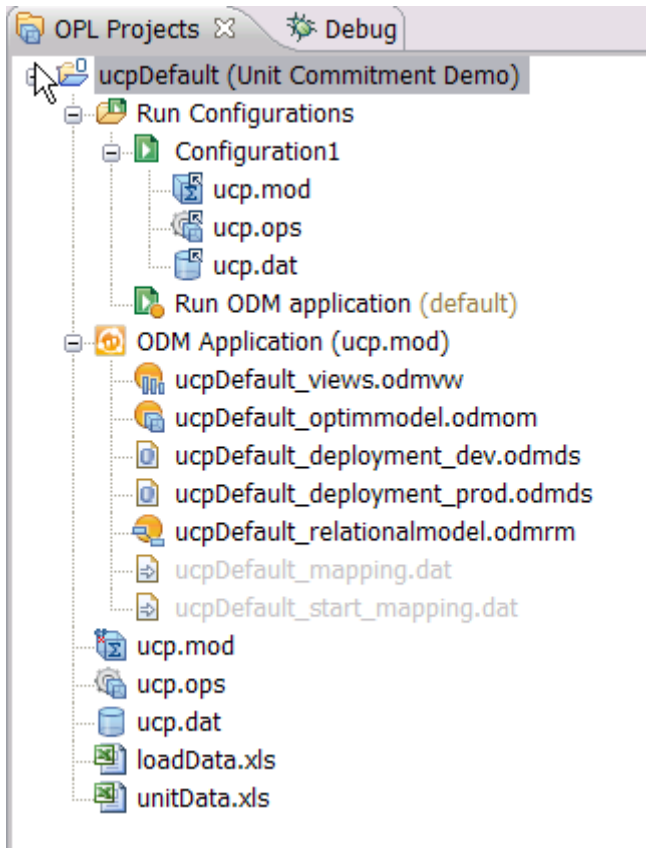 OPL Projects Debug
ucpDefault (Unit Commitment Demo)
Run Configurations
Configuration1
ucp.mod
ucp.ops
ucp.dat
Run ODM application (default)
ODM Application (ucp.mod)
ucpDefault_views.odmvw
ucpDefault_optimmodel.odmom
ucpDefault_deployment_dev.odmds
ucpDefault_deployment_prod.odmds
ucpDefault_relationalmodel.odmrm
ucpDefault_mapping.dat
ucpDefault_start_mapping.dat
ucp.mod
ucp.ops
ucp.dat
loadData.xls
unitData.xls